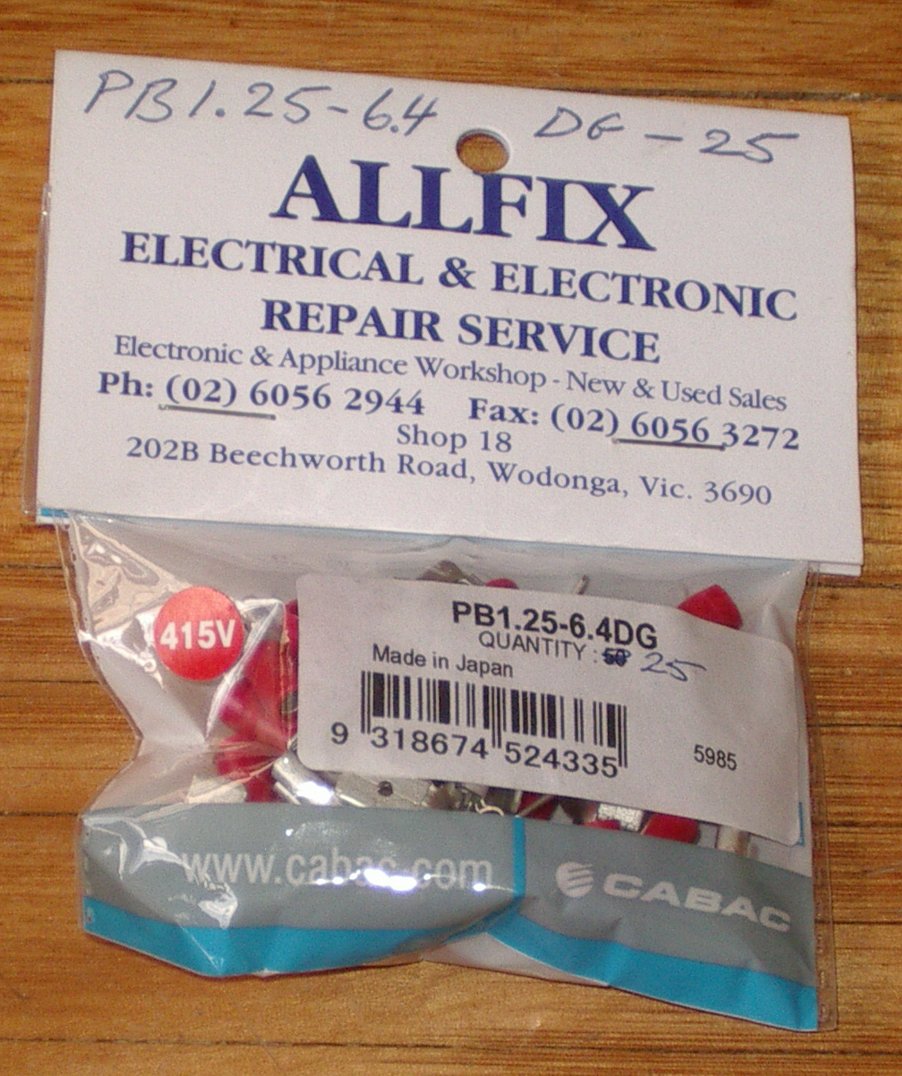 PB1.25-6.4 DG-25
ALLFIX
ELECTRICAL & ELECTRONIC
REPAIR SERVICE
Electronic & Appliance Workshop - New & Used Sales
Ph: (02) 6056 2944 Fax: (02) 6056 3272
Shop 18
202B Beechworth Road, Wodonga, Vic. 3690
415V
PB1.25-6.4DG
QUANTITY : 50 25
Made in Japan
9 318674 524335
5985
www.cabac.com
CABAC